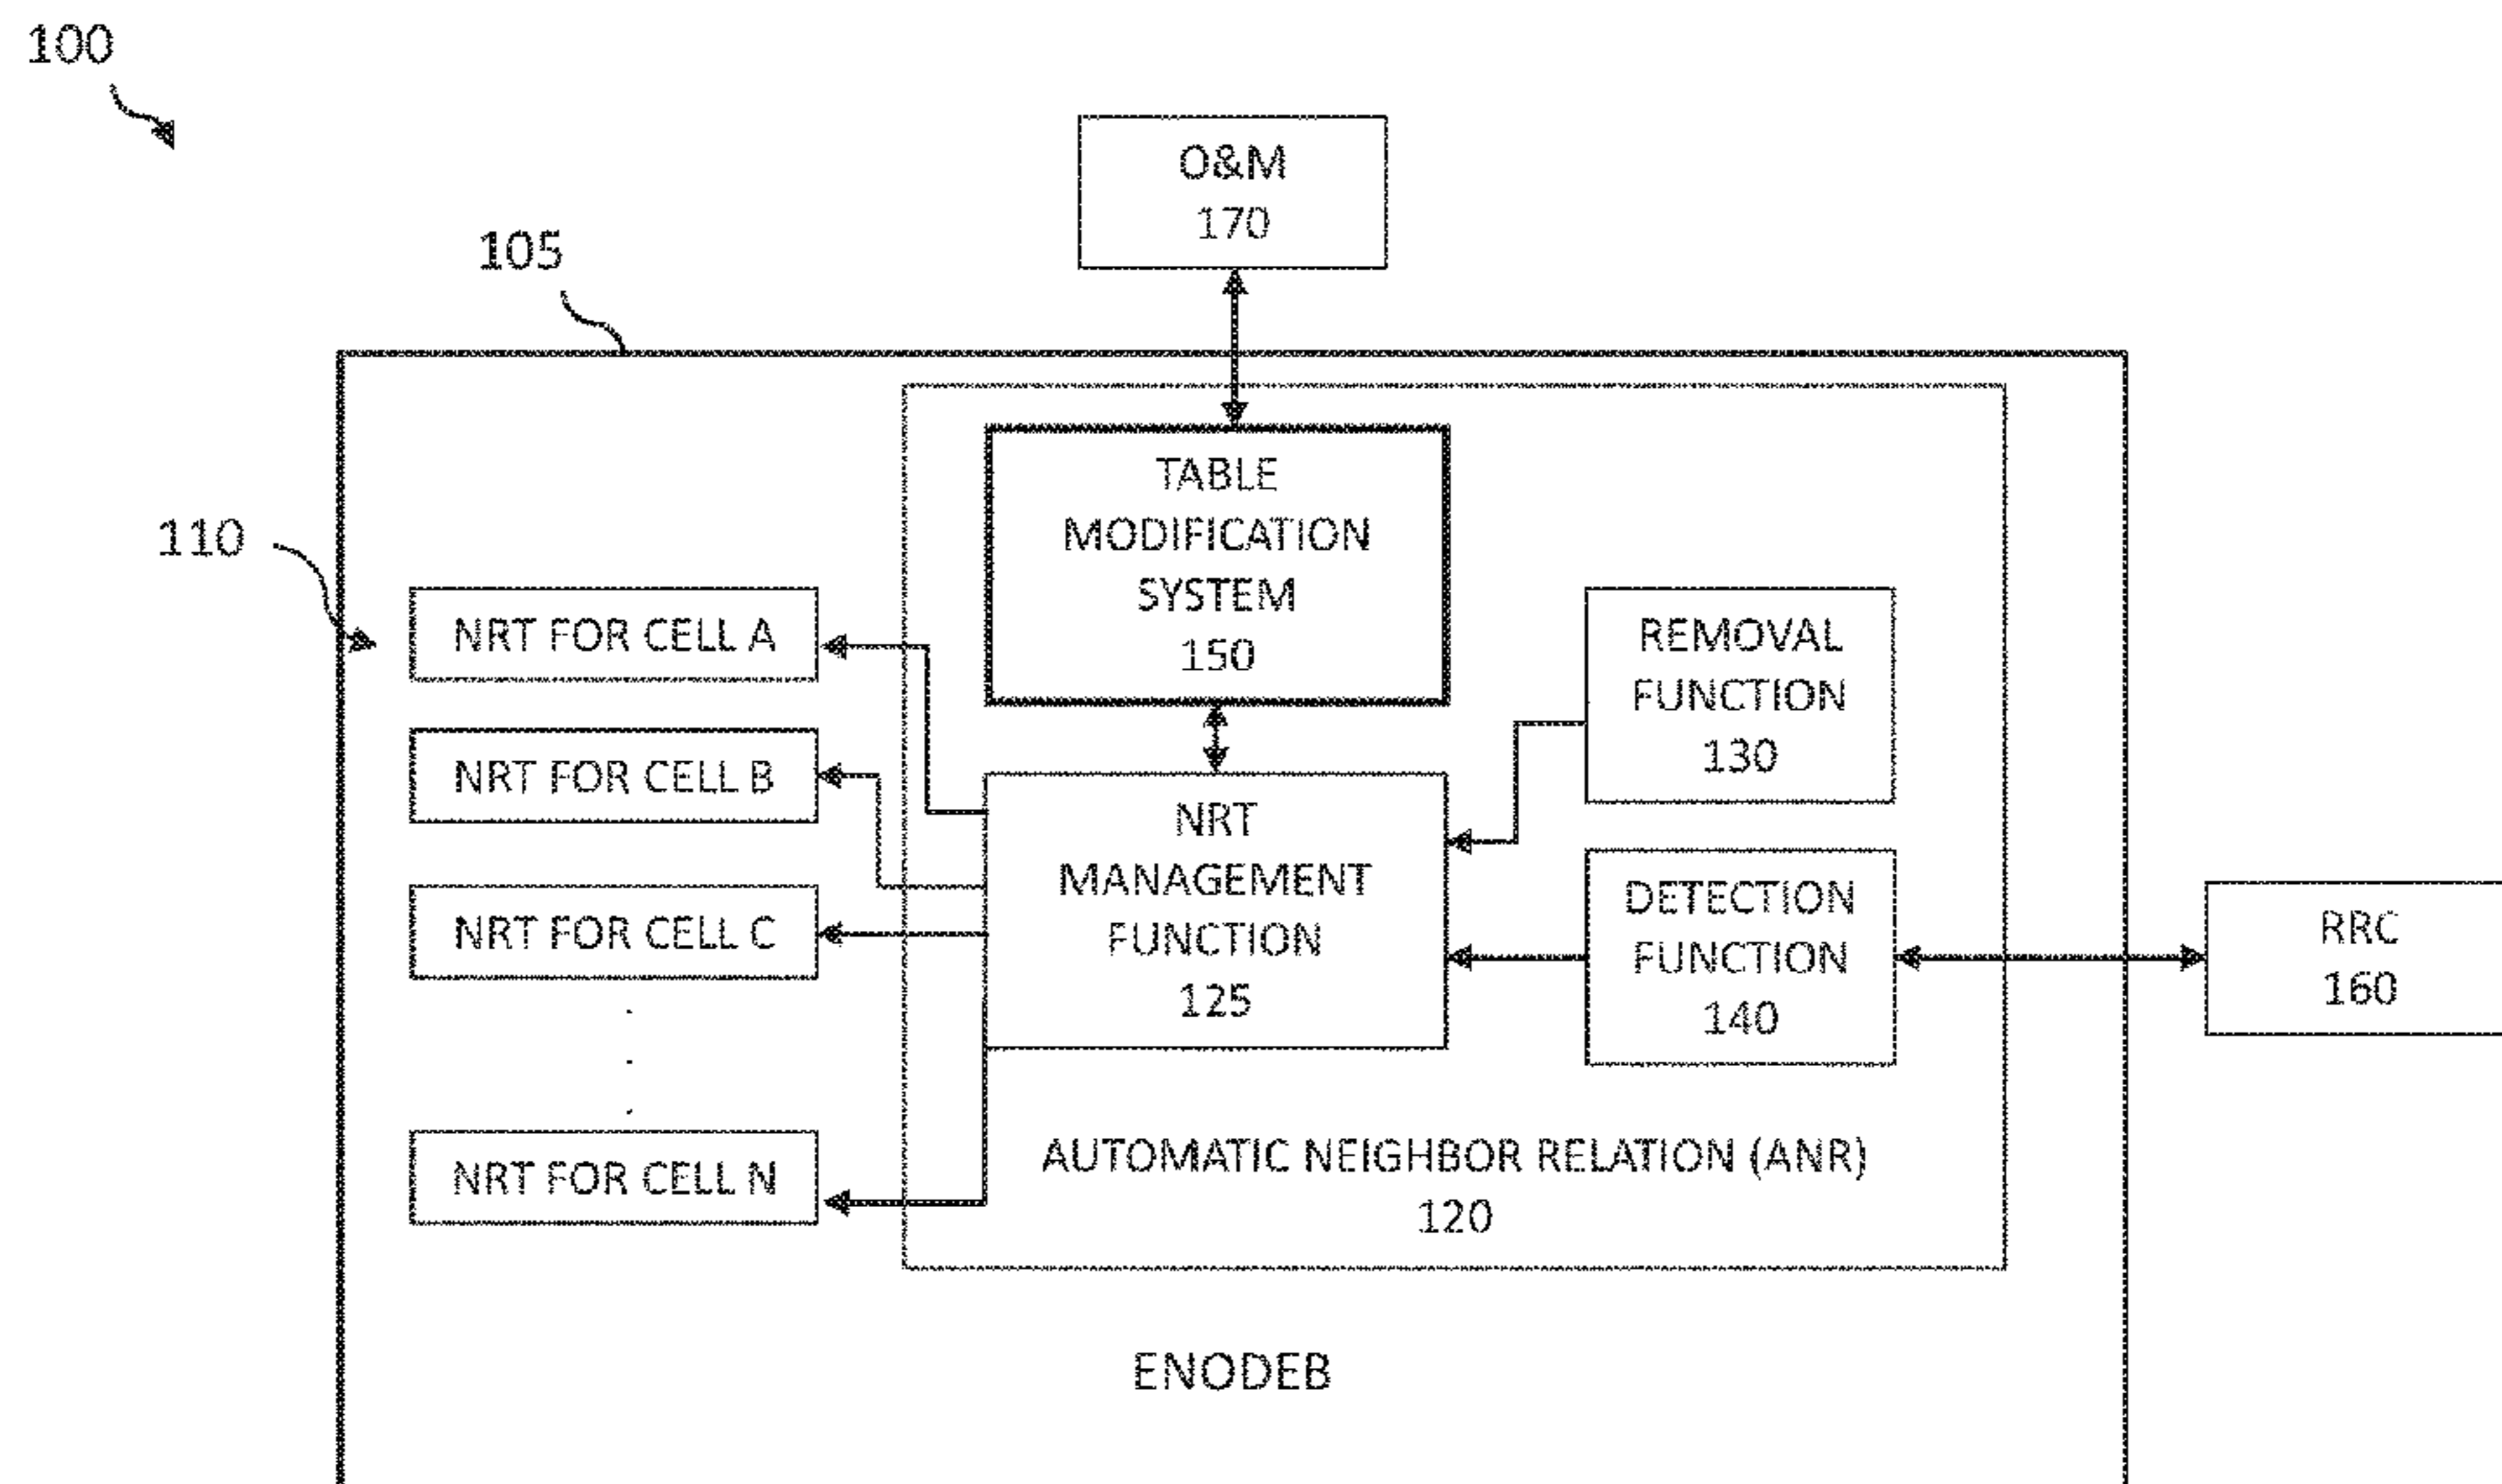 100
O&M
170
105
110
TABLE
MODIFICATION
SYSTEM
150
NRT FOR CELL A
NRT FOR CELL B
NRT FOR CELL C
NRT FOR CELL N
NRT
MANAGEMENT
FUNCTION
125
REMOVAL
FUNCTION
130
DETECTION
FUNCTION
140
RRC
160
AUTOMATIC NEIGHBOR RELATION (ANR)
120
ENODEB